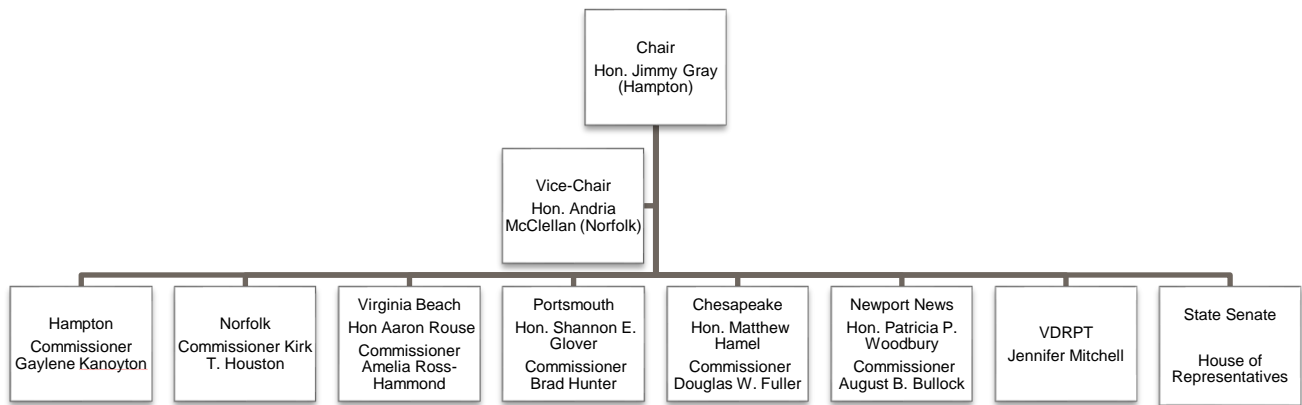 Chair
Hon. Jimmy Gray
(Hampton)
Vice-Chair
Hon. Andria
McClellan (Norfolk)
Hampton
Commissioner
Gaylene Kanoyton
Norfolk
Commissioner Kirk
T. Houston
Virginia Beach
Hon Aaron Rouse
Commissioner
Amelia Ross-
Hammond
Portsmouth
Hon. Shannon E.
Glover
Commissioner
Brad Hunter
Chesapeake
Hon. Matthew
Hamel
Commissioner
Douglas W. Fuller
Newport News
Hon. Patricia P.
Woodbury
Commissioner
August B. Bullock
VDRPT
Jennifer Mitchell
State Senate
House of
Representatives